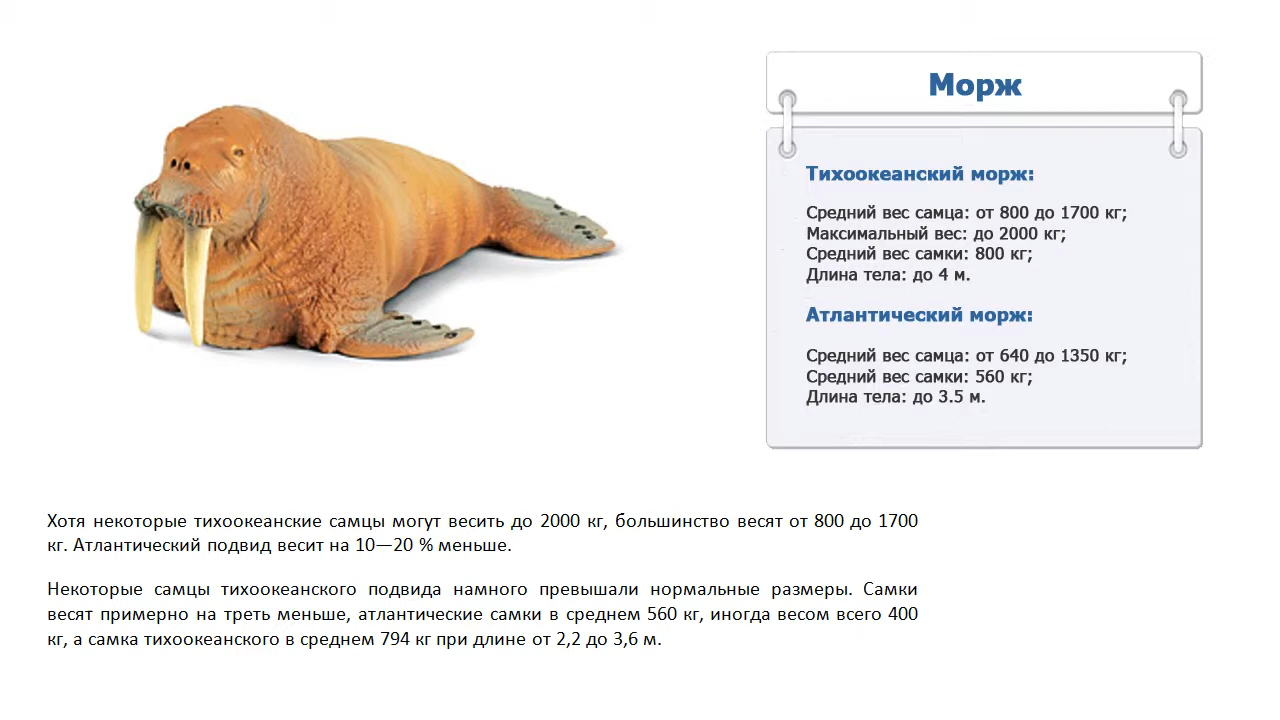 Морж
Тихоокеанский морж:
Средний вес самца: от 800 до 1700 кг;
Максимальный вес: до 2000 кг;
Средний вес самки: 800 кг;
Длина тела: до 4 м.
Атлантический морж:
Средний вес самца: от 640 до 1350 кг;
Средний вес самки: 560 кг;
Длина тела: до 3.5 м.
Хотя некоторые тихоокеанские самцы могут весить до 2000 кг, большинство весят от 800 до 1700
кг. Атлантический подвид весит на 10—20 % меньше.
Некоторые самцы тихоокеанского подвида намного превышали нормальные размеры. Самки
весят примерно на треть меньше, атлантические самки в среднем 560 кг, иногда весом всего 400
кг, а самка тихоокеанского в среднем 794 кг при длине от 2,2 до 3,6 м.